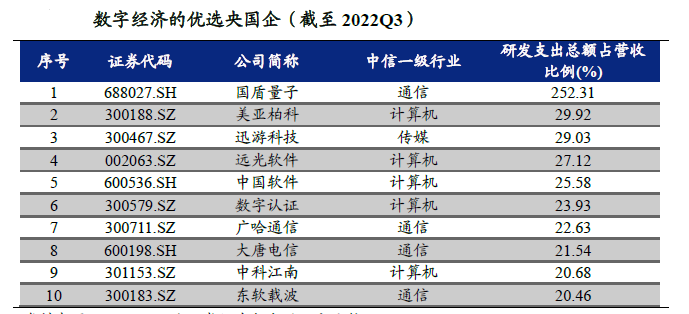 数字经济的优选央国企（截至 2022Q3）
序号 证券代码 公司简称 中信一级行业 研发支出总额占营收
比例(%)
1 688027.SH 国盾量子 通信 252.31
2 300188.SZ 美亚柏科 计算机 29.92
3 300467.SZ 迅游科技 传媒 29.03
4 002063.SZ 远光软件 计算机 27.12
5 600536.SH 中国软件 计算机 25.58
6 300579.SZ 数字认证 计算机 23.93
7 300711.SZ 广哈通信 通信 22.63
8 600198.SH 大唐电信 通信 21.54
9 301153.SZ 中科江南 计算机 20.68
10 300183.SZ 东软载波 通信 20.46